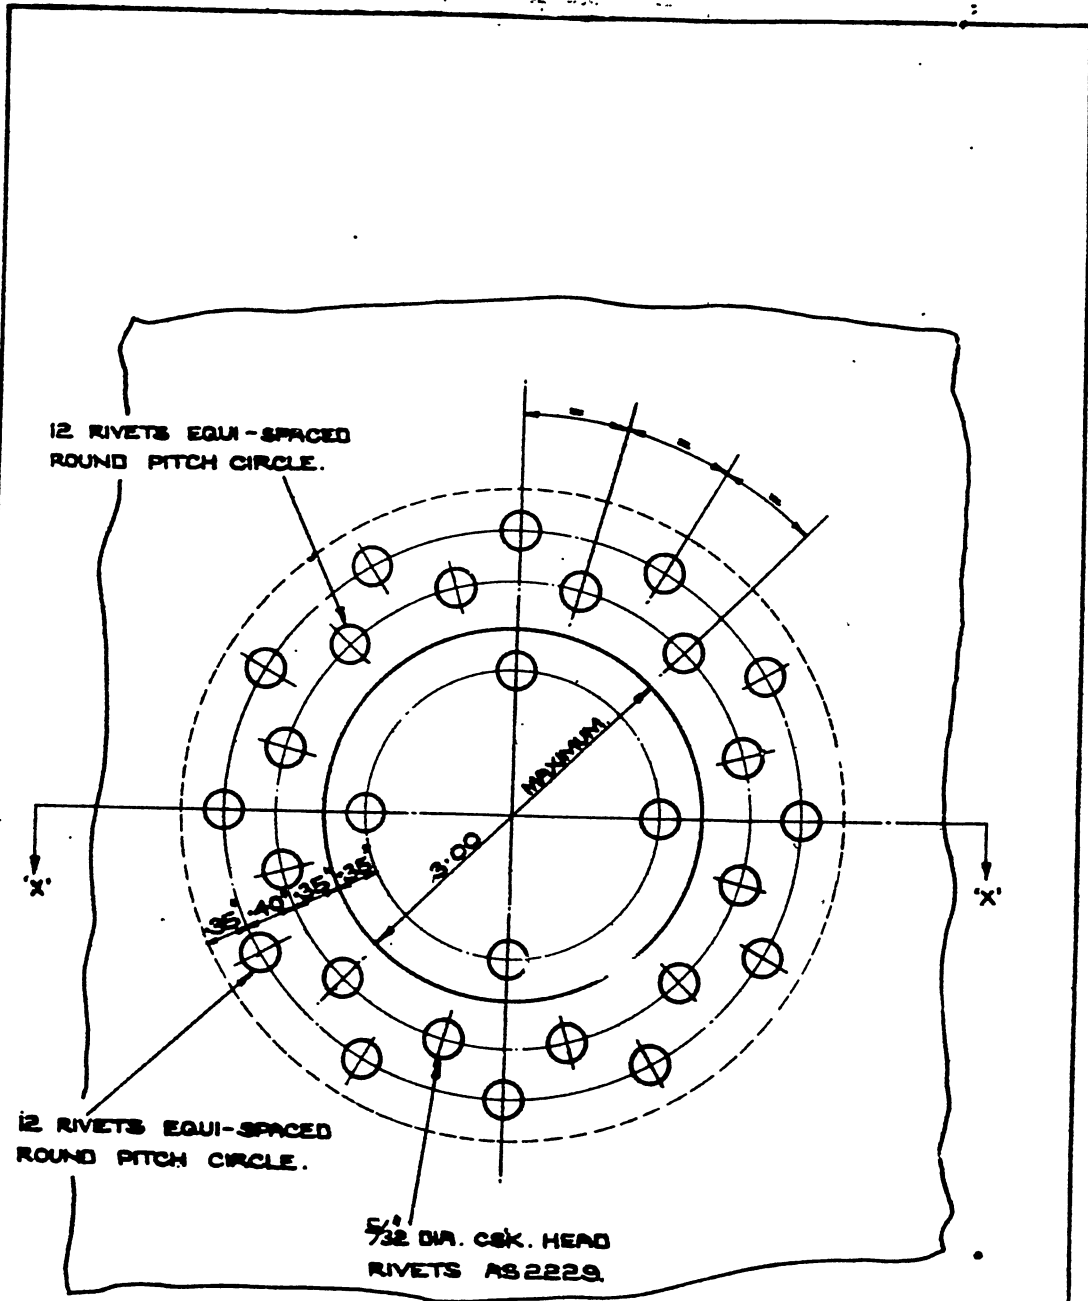 12 RIVETS EQUI-SPACED
ROUND PITCH CIRCLE.
=
=
=
MAXIMUM.
3·00
·35"
·40"
·35"
·35"
'X'
'X'
12 RIVETS EQUI-SPACED
ROUND PITCH CIRCLE.
5/32" DIA. CSK. HEAD
RIVETS AS2229.